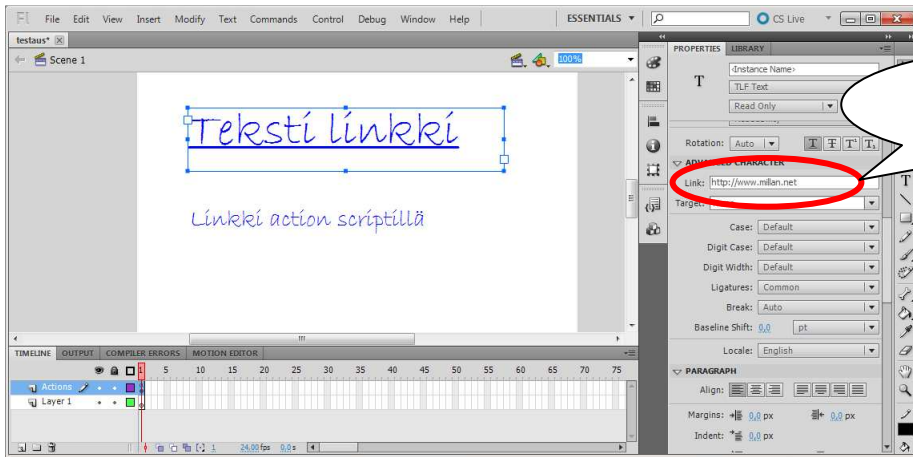 Fl File Edit View Insert Modify Text Commands Control Debug Window Help ESSENTIALS CS Live
testaus*
Scene 1 100%
Teksti linkki
Linkki action scriptillä
PROPERTIES LIBRARY
T <Instance Name>
TLF Text
Read Only
Rotation: Auto T T T¹ T₁
ADVANCED CHARACTER
Link: http://www.millan.net
Target:
Case: Default
Digit Case: Default
Digit Width: Default
Ligatures: Common
Break: Auto
Baseline Shift: 0,0 pt
Locale: English
PARAGRAPH
Align:
Margins: 0,0 px 0,0 px
Indent: 0,0 px
TIMELINE OUTPUT COMPILER ERRORS MOTION EDITOR
1 5 10 15 20 25 30 35 40 45 50 55 60 65 70 75
Actions
Layer 1
1 24,00 fps 0,0 s